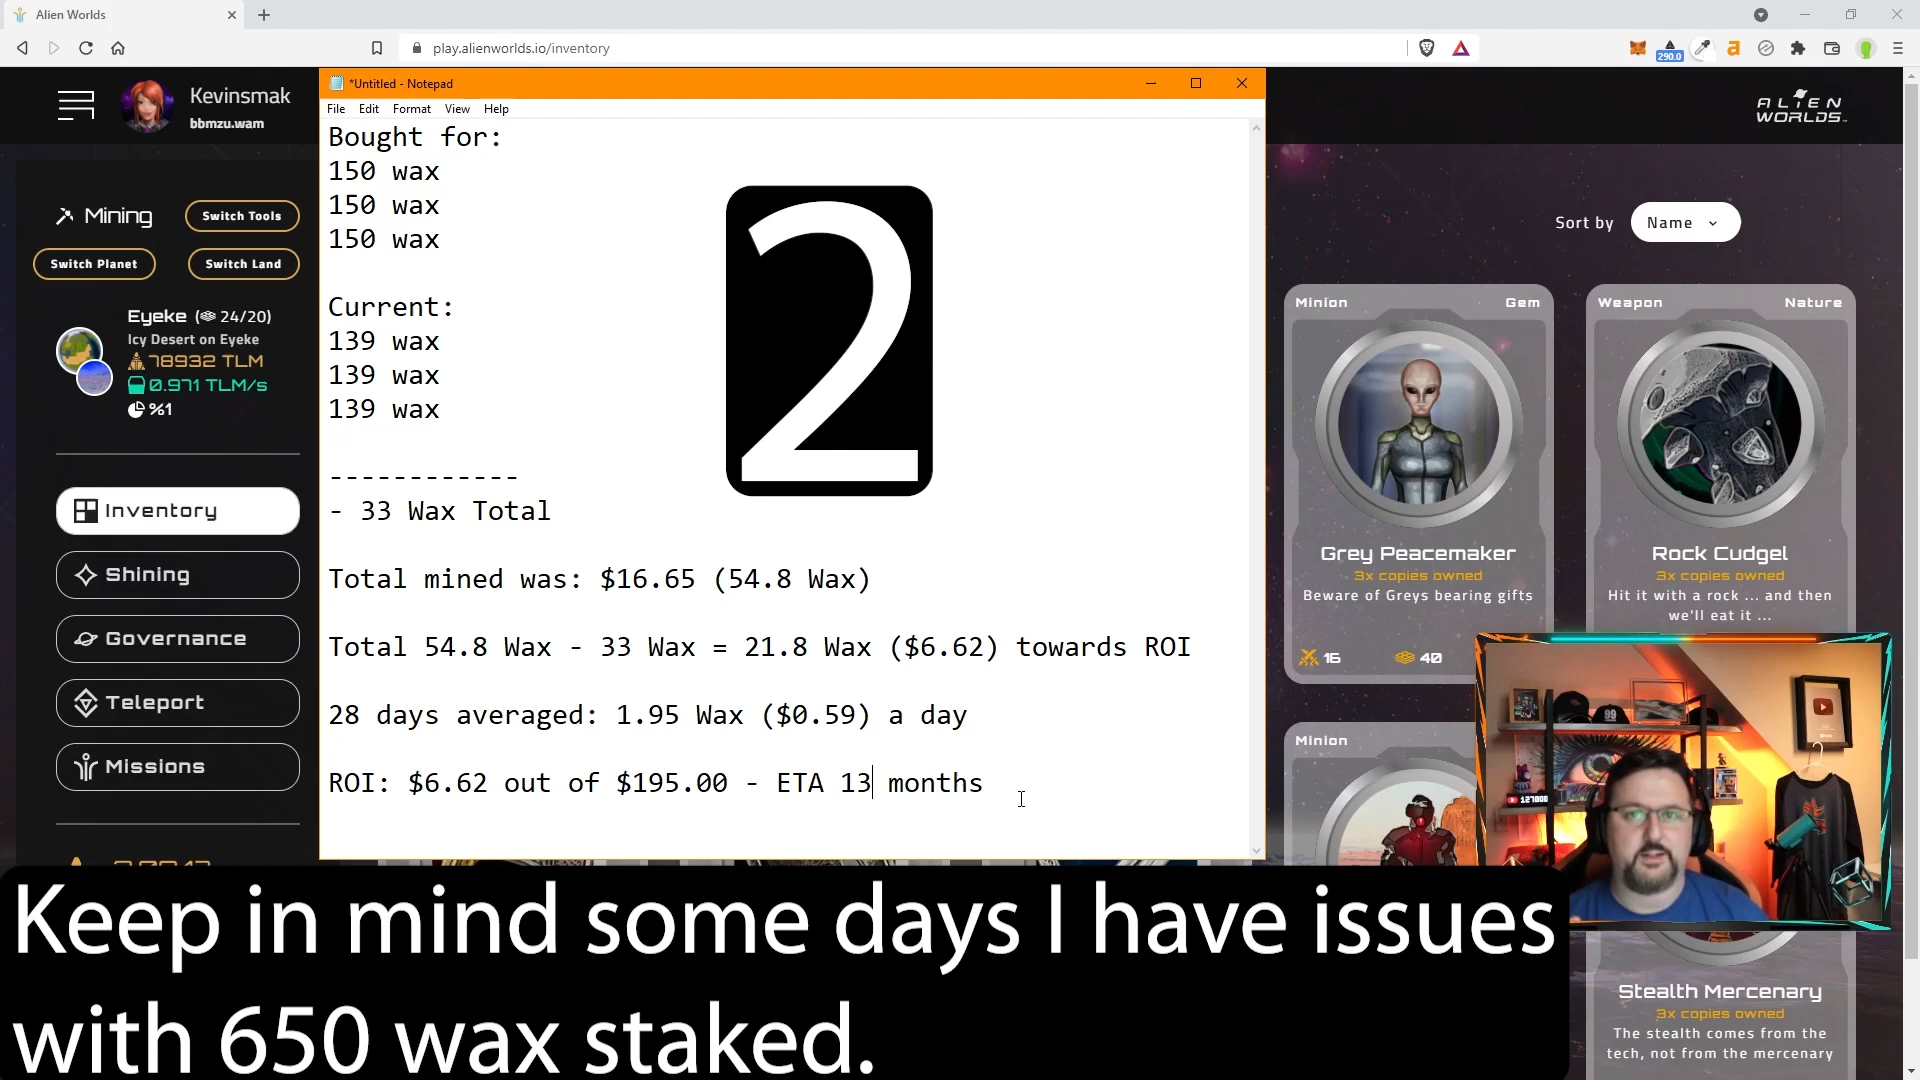 Alien Worlds
play.alienworlds.io/inventory
290.0
Kevinsmak
bbmzu.wam
ALIEN
WORLDS
*Untitled - Notepad
File Edit Format View Help
Bought for:
150 wax
150 wax
150 wax
Current:
139 wax
139 wax
139 wax
------------
- 33 Wax Total
Total mined was: $16.65 (54.8 Wax)
Total 54.8 Wax - 33 Wax = 21.8 Wax ($6.62) towards ROI
28 days averaged: 1.95 Wax ($0.59) a day
ROI: $6.62 out of $195.00 - ETA 13 months
2
Mining
Switch Tools
Switch Planet
Switch Land
Eyeke (24/20)
Icy Desert on Eyeke
78932 TLM
0.971 TLM/s
%1
Inventory
Shining
Governance
Teleport
Missions
Sort by Name
Minion Gem
Grey Peacemaker
3x copies owned
Beware of Greys bearing gifts
16 40
Weapon Nature
Rock Cudgel
3x copies owned
Hit it with a rock ... and then
we'll eat it ...
Minion
99
Stealth Mercenary
3x copies owned
The stealth comes from the
tech, not from the mercenary
Keep in mind some days I have issues
with 650 wax staked.